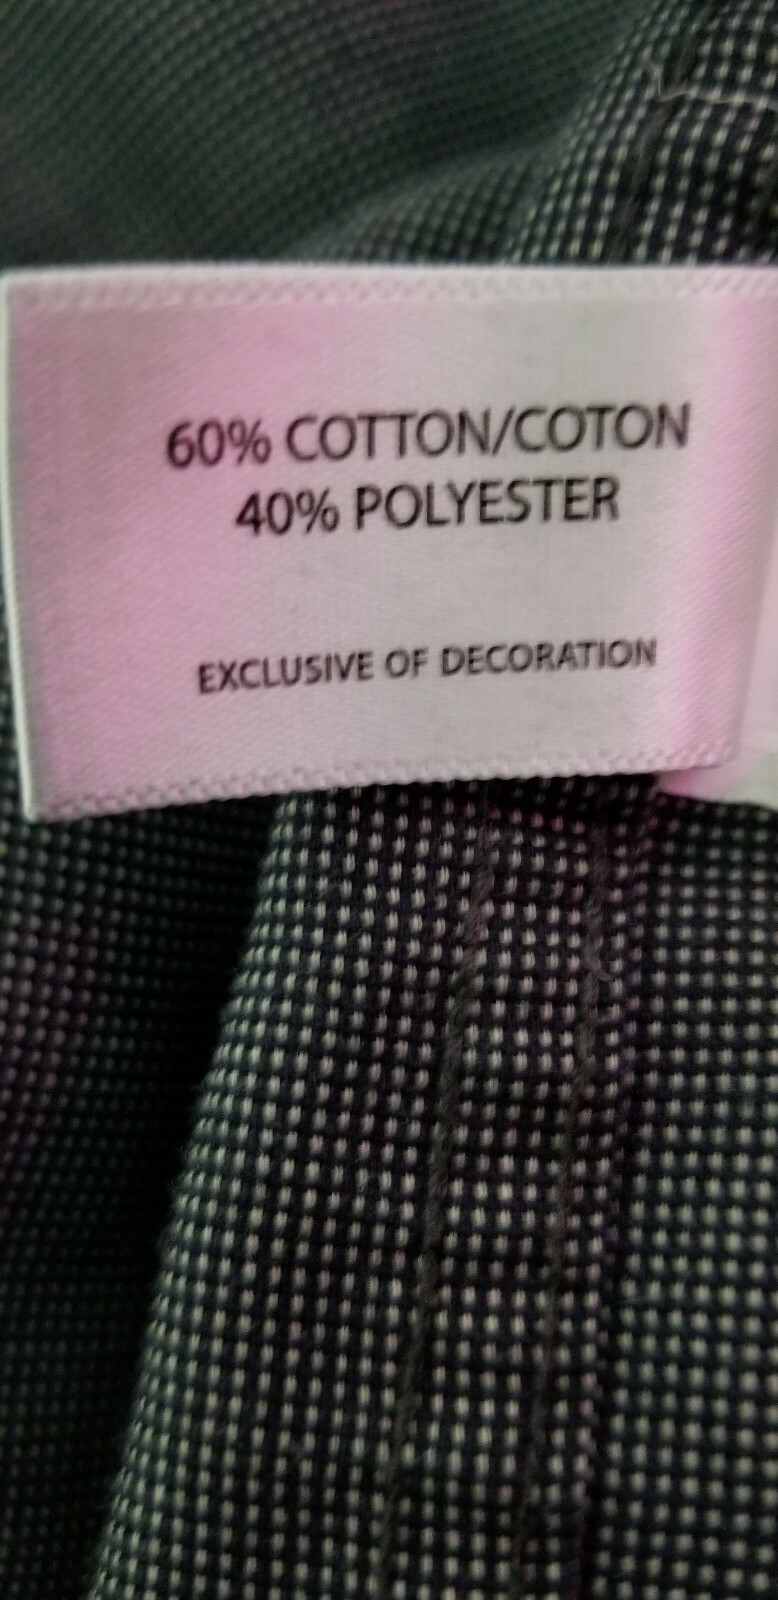 60% COTTON/COTON
40% POLYESTER
EXCLUSIVE OF DECORATION